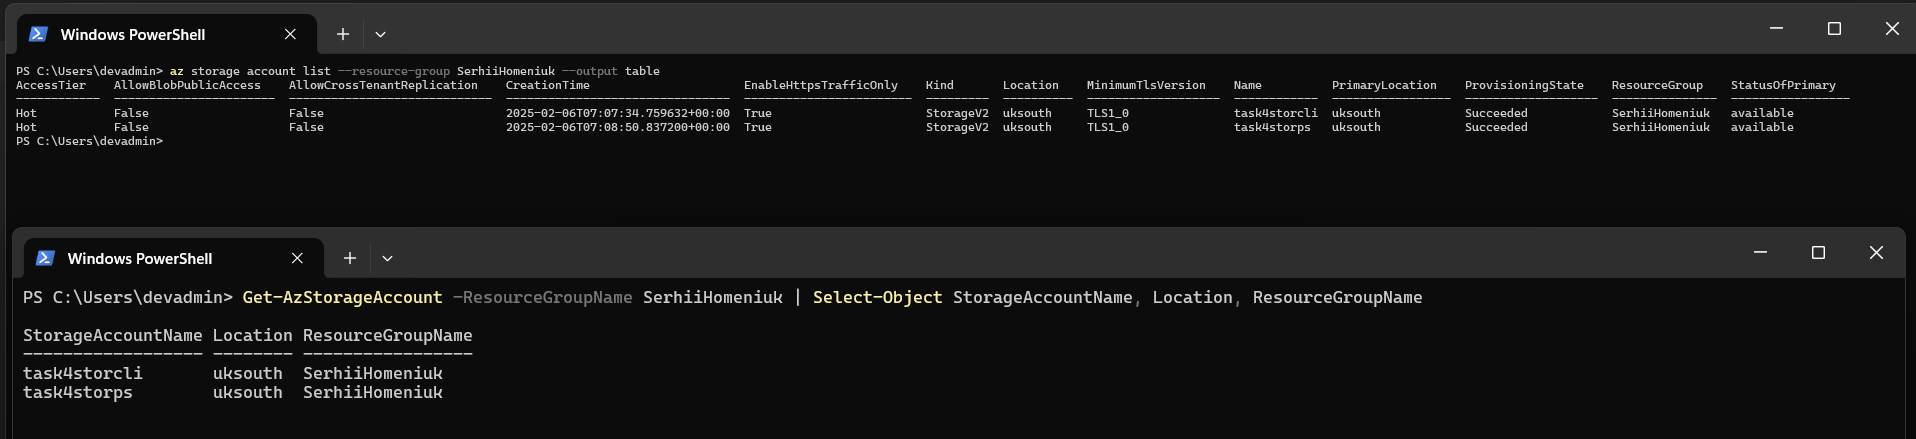 Windows PowerShell
PS C:\Users\devadmin> az storage account list --resource-group SerhiiHomeniuk --output table
AccessTier AllowBlobPublicAccess AllowCrossTenantReplication CreationTime EnableHttpsTrafficOnly Kind Location MinimumTlsVersion Name PrimaryLocation ProvisioningState ResourceGroup StatusOfPrimary
------------ ----------------------- ----------------------------- -------------------------------- ------------------------ --------- ---------- ------------------- ------------ ----------------- ------------------- --------------- -----------------
Hot False False 2025-02-06T07:07:34.759632+00:00 True StorageV2 uksouth TLS1_0 task4storcli uksouth Succeeded SerhiiHomeniuk available
Hot False False 2025-02-06T07:08:50.837200+00:00 True StorageV2 uksouth TLS1_0 task4storps uksouth Succeeded SerhiiHomeniuk available
PS C:\Users\devadmin>
Windows PowerShell
PS C:\Users\devadmin> Get-AzStorageAccount -ResourceGroupName SerhiiHomeniuk | Select-Object StorageAccountName, Location, ResourceGroupName
StorageAccountName Location ResourceGroupName
------------------ -------- -----------------
task4storcli uksouth SerhiiHomeniuk
task4storps uksouth SerhiiHomeniuk